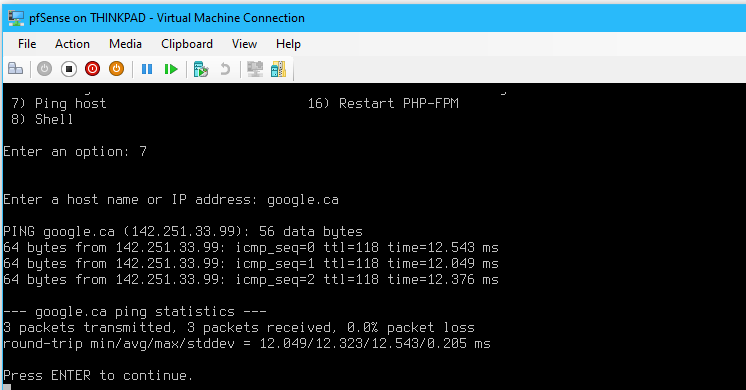 pfSense on THINKPAD - Virtual Machine Connection
File Action Media Clipboard View Help
7) Ping host 16) Restart PHP-FPM
8) Shell
Enter an option: 7
Enter a host name or IP address: google.ca
PING google.ca (142.251.33.99): 56 data bytes
64 bytes from 142.251.33.99: icmp_seq=0 ttl=118 time=12.543 ms
64 bytes from 142.251.33.99: icmp_seq=1 ttl=118 time=12.049 ms
64 bytes from 142.251.33.99: icmp_seq=2 ttl=118 time=12.376 ms
--- google.ca ping statistics ---
3 packets transmitted, 3 packets received, 0.0% packet loss
round-trip min/avg/max/stddev = 12.049/12.323/12.543/0.205 ms
Press ENTER to continue.